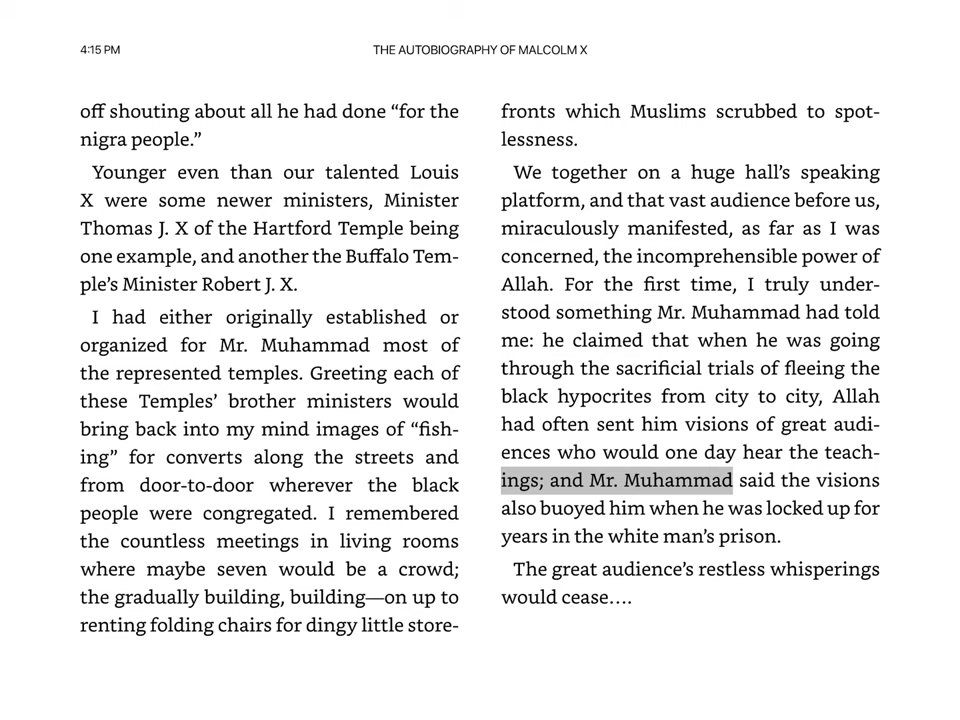 4:15 PM
THE AUTOBIOGRAPHY OF MALCOLM X
off shouting about all he had done “for the
nigra people.”
Younger even than our talented Louis
X were some newer ministers, Minister
Thomas J. X of the Hartford Temple being
one example, and another the Buffalo Tem-
ple’s Minister Robert J. X.
I had either originally established or
organized for Mr. Muhammad most of
the represented temples. Greeting each of
these Temples’ brother ministers would
bring back into my mind images of “fish-
ing” for converts along the streets and
from door-to-door wherever the black
people were congregated. I remembered
the countless meetings in living rooms
where maybe seven would be a crowd;
the gradually building, building—on up to
renting folding chairs for dingy little store-
fronts which Muslims scrubbed to spot-
lessness.
We together on a huge hall’s speaking
platform, and that vast audience before us,
miraculously manifested, as far as I was
concerned, the incomprehensible power of
Allah. For the first time, I truly under-
stood something Mr. Muhammad had told
me: he claimed that when he was going
through the sacrificial trials of fleeing the
black hypocrites from city to city, Allah
had often sent him visions of great audi-
ences who would one day hear the teach-
ings; and Mr. Muhammad said the visions
also buoyed him when he was locked up for
years in the white man’s prison.
The great audience’s restless whisperings
would cease….